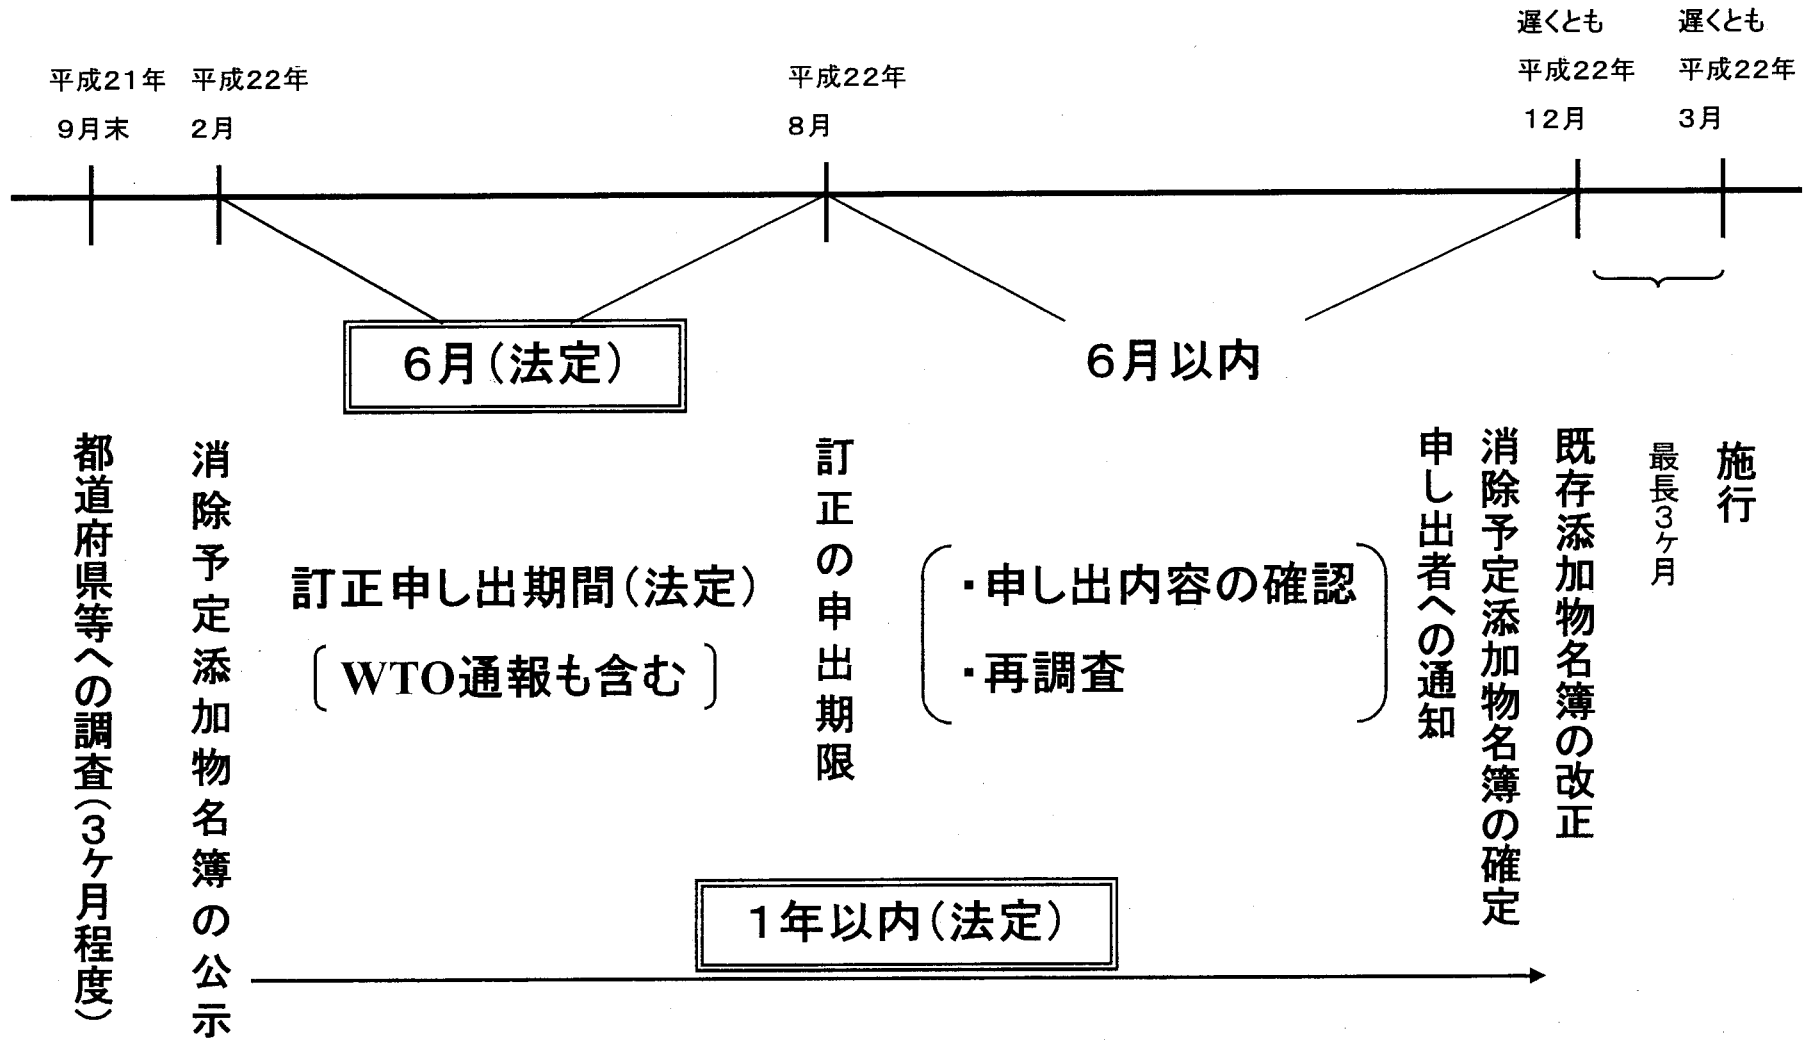 平成21年
9月末
平成22年
2月
平成22年
8月
遅くとも
平成22年
12月
遅くとも
平成22年
3月
6月(法定)
6月以内
都道府県等への調査(3ヶ月程度)
消除予定添加物名簿の公示
訂正申し出期間(法定)
WTO通報も含む
訂正の申出期限
・申し出内容の確認
・再調査
申し出者への通知
消除予定添加物名簿の確定
既存添加物名簿の改正
最長3ヶ月
施行
1年以内(法定)